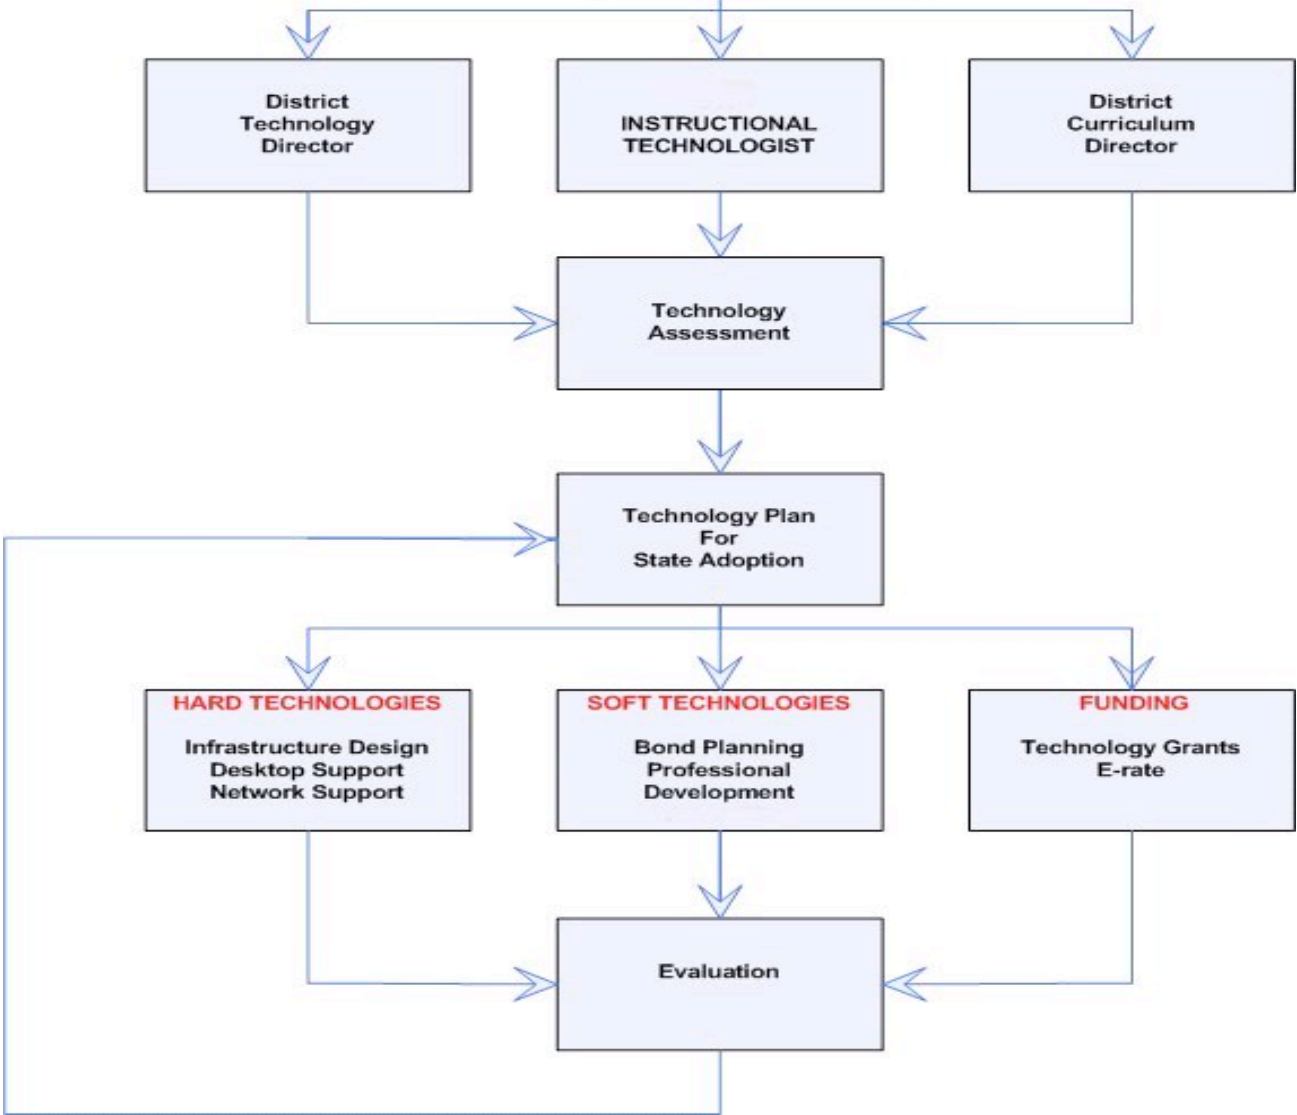 District
Technology
Director
INSTRUCTIONAL
TECHNOLOGIST
District
Curriculum
Director
Technology
Assessment
Technology Plan
For
State Adoption
HARD TECHNOLOGIES
Infrastructure Design
Desktop Support
Network Support
SOFT TECHNOLOGIES
Bond Planning
Professional
Development
FUNDING
Technology Grants
E-rate
Evaluation